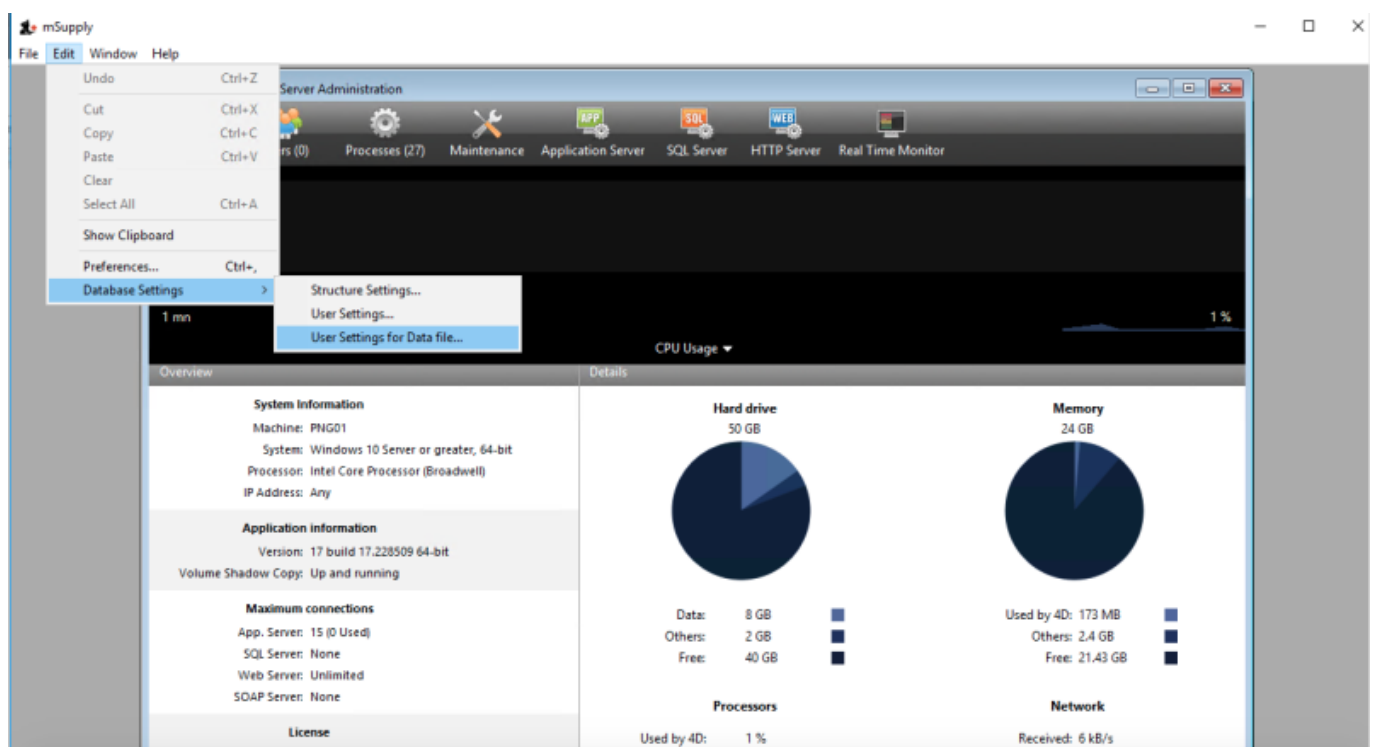 mSupply
File Edit Window Help
Undo Ctrl+Z
Cut Ctrl+X
Copy Ctrl+C
Paste Ctrl+V
Clear
Select All Ctrl+A
Show Clipboard
Preferences... Ctrl+,
Database Settings >
Structure Settings...
User Settings...
User Settings for Data file...
Server Administration
rs (0) Processes (27) Maintenance Application Server SQL Server HTTP Server Real Time Monitor
APP SQL WEB
1 mn 1 %
CPU Usage
Overview Details
System Information
Machine: PNG01
System: Windows 10 Server or greater, 64-bit
Processor: Intel Core Processor (Broadwell)
IP Address: Any
Application information
Version: 17 build 17.228509 64-bit
Volume Shadow Copy: Up and running
Maximum connections
App. Server: 15 (0 Used)
SQL Server: None
Web Server: Unlimited
SOAP Server: None
License
Hard drive
50 GB
Data: 8 GB
Others: 2 GB
Free: 40 GB
Processors
Used by 4D: 1 %
Memory
24 GB
Used by 4D: 173 MB
Others: 2.4 GB
Free: 21.43 GB
Network
Received: 6 kB/s